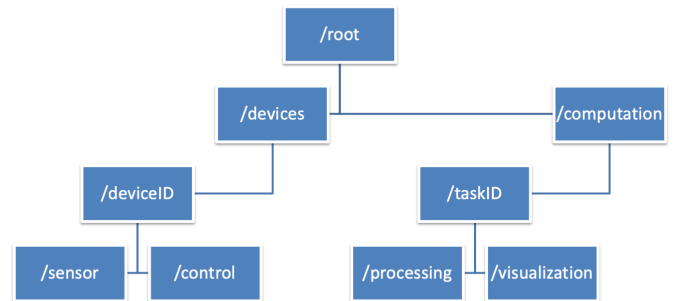 /root
/devices
/computation
/deviceID
/taskID
/sensor
/control
/processing
/visualization